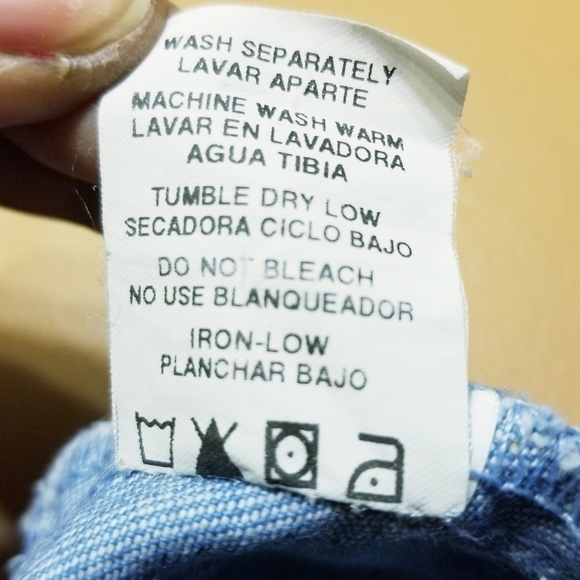 WASH SEPARATELY
LAVAR APARTE
MACHINE WASH WARM
LAVAR EN LAVADORA
AGUA TIBIA
TUMBLE DRY LOW
SECADORA CICLO BAJO
DO NOT BLEACH
NO USE BLANQUEADOR
IRON-LOW
PLANCHAR BAJO